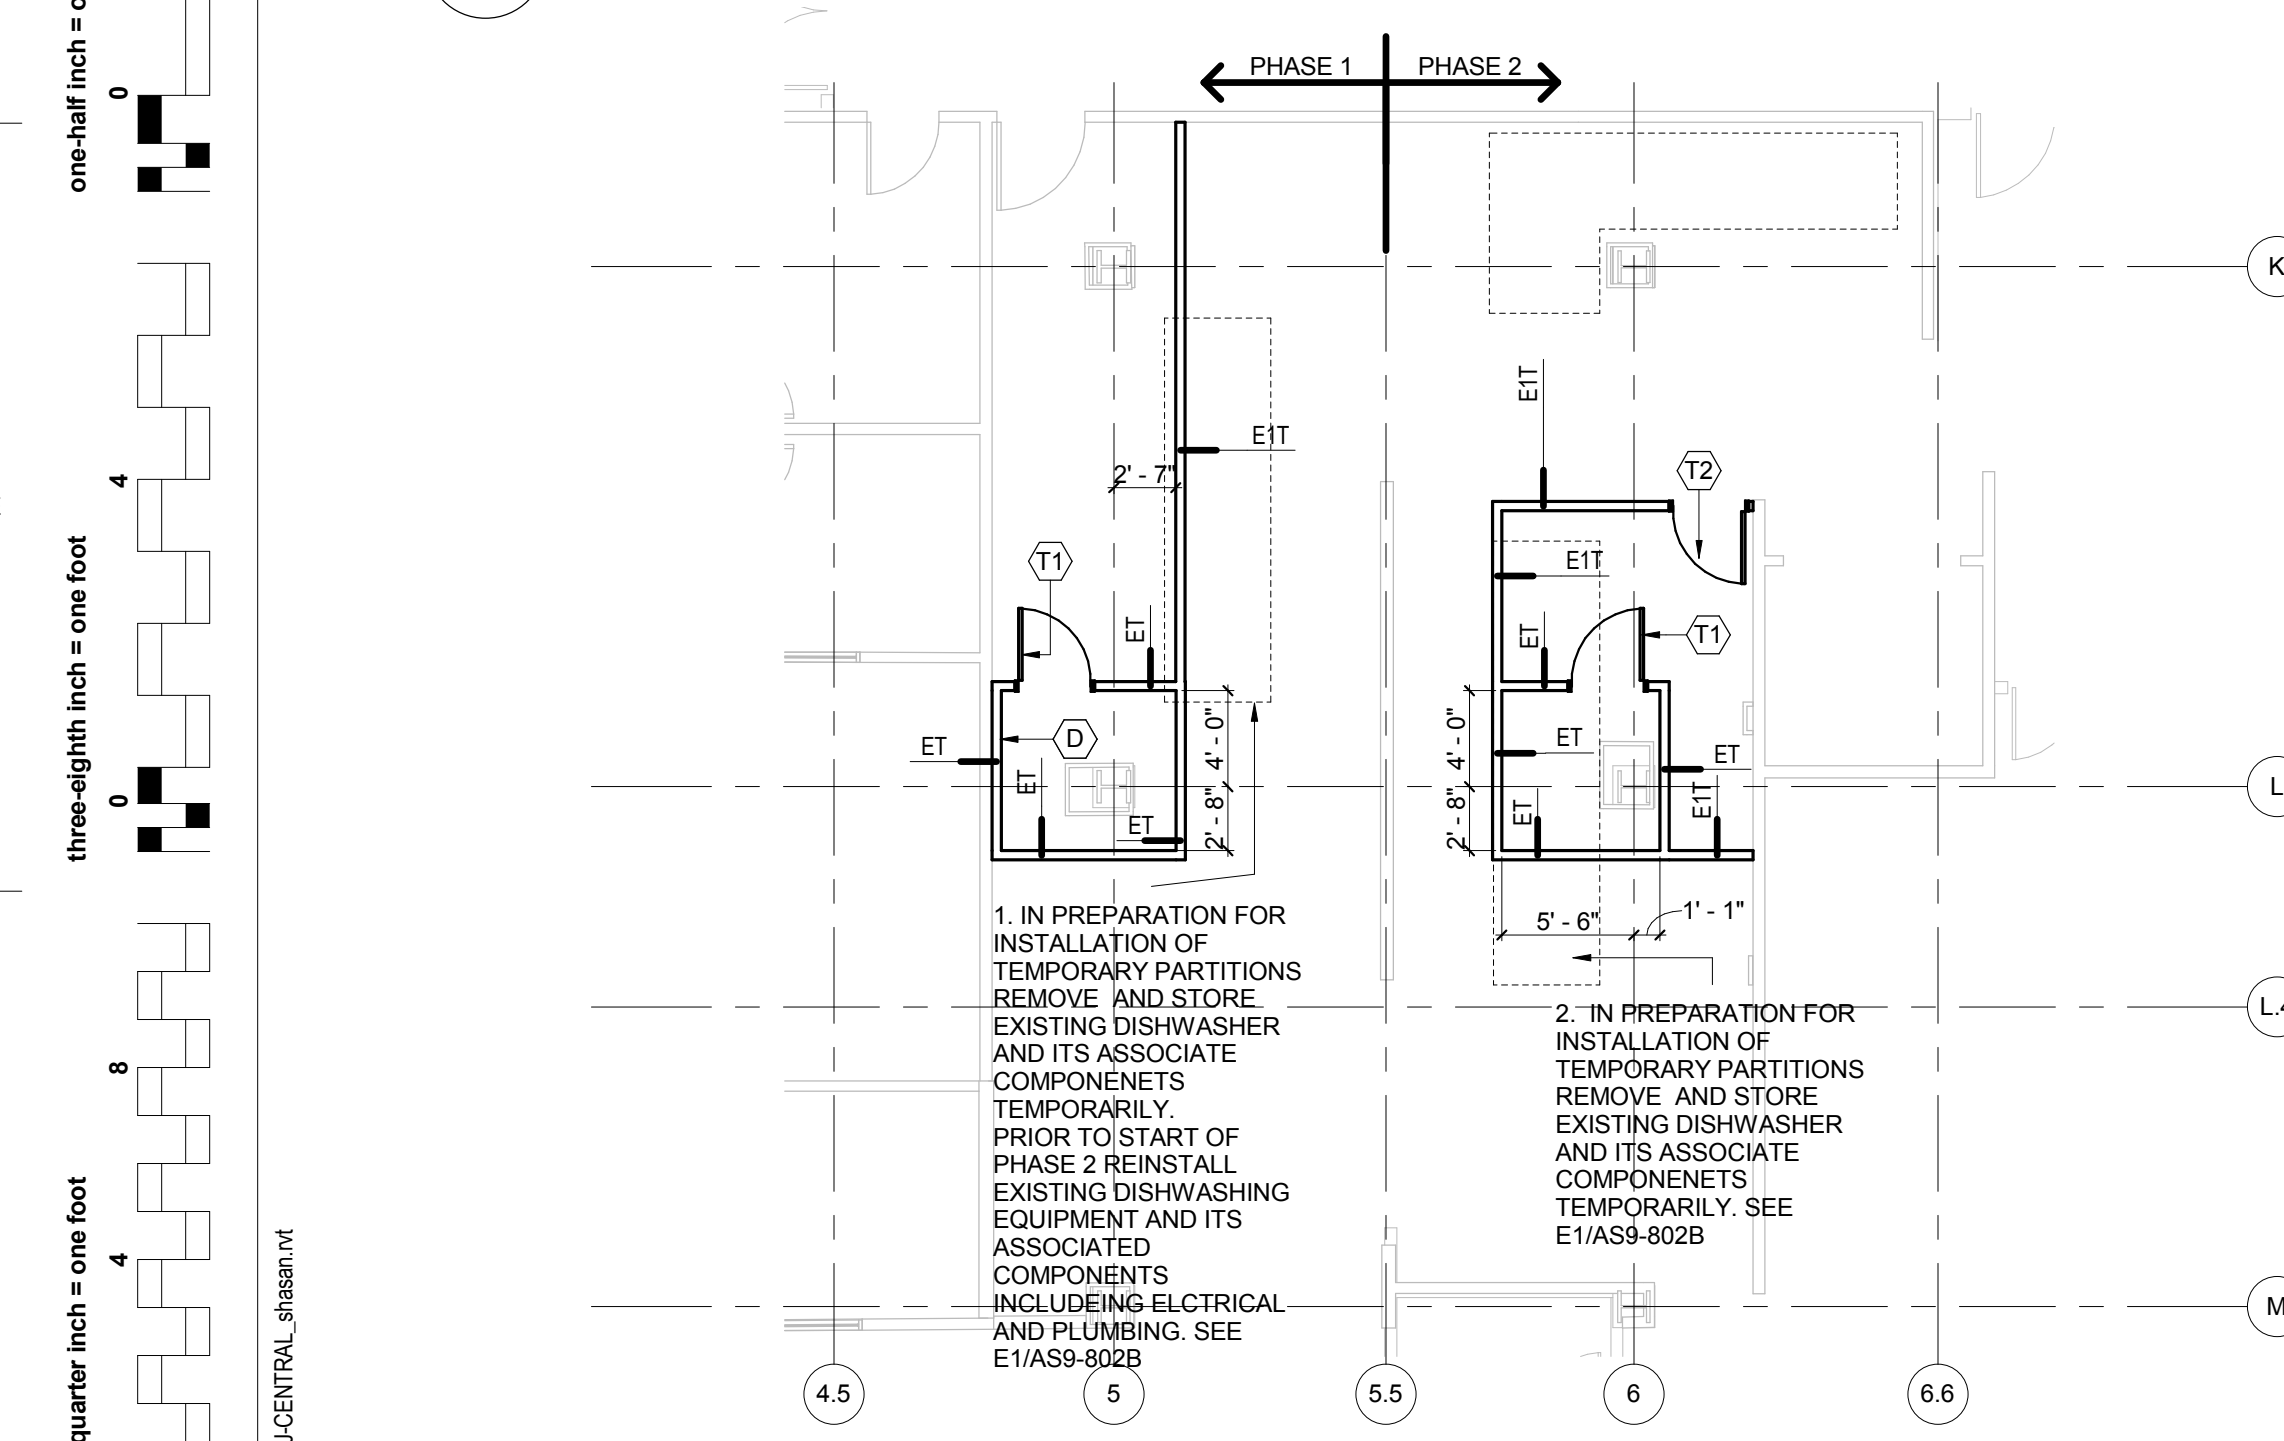 one-half inch =
0
4
three-eighth inch = one foot
0
8
4
quarter inch = one foot
J-CENTRAL_shasan.rvt
PHASE 1
PHASE 2
K
E1T
E1T
2' - 7"
T2
T1
E1T
ET
ET
T1
D
ET
ET
ET
4' - 0"
2' - 8"
4' - 0"
2' - 8"
ET
ET
ET
E1T
L
5' - 6"
1' - 1"
1. IN PREPARATION FOR
INSTALLATION OF
TEMPORARY PARTITIONS
REMOVE AND STORE
EXISTING DISHWASHER
AND ITS ASSOCIATE
COMPONENETS
TEMPORARILY.
PRIOR TO START OF
PHASE 2 REINSTALL
EXISTING DISHWASHING
EQUIPMENT AND ITS
ASSOCIATED
COMPONENTS
INCLUDEING ELCTRICAL
AND PLUMBING. SEE
E1/AS9-802B
2. IN PREPARATION FOR
INSTALLATION OF
TEMPORARY PARTITIONS
REMOVE AND STORE
EXISTING DISHWASHER
AND ITS ASSOCIATE
COMPONENETS
TEMPORARILY. SEE
E1/AS9-802B
L.4
M
4.5
5
5.5
6
6.6